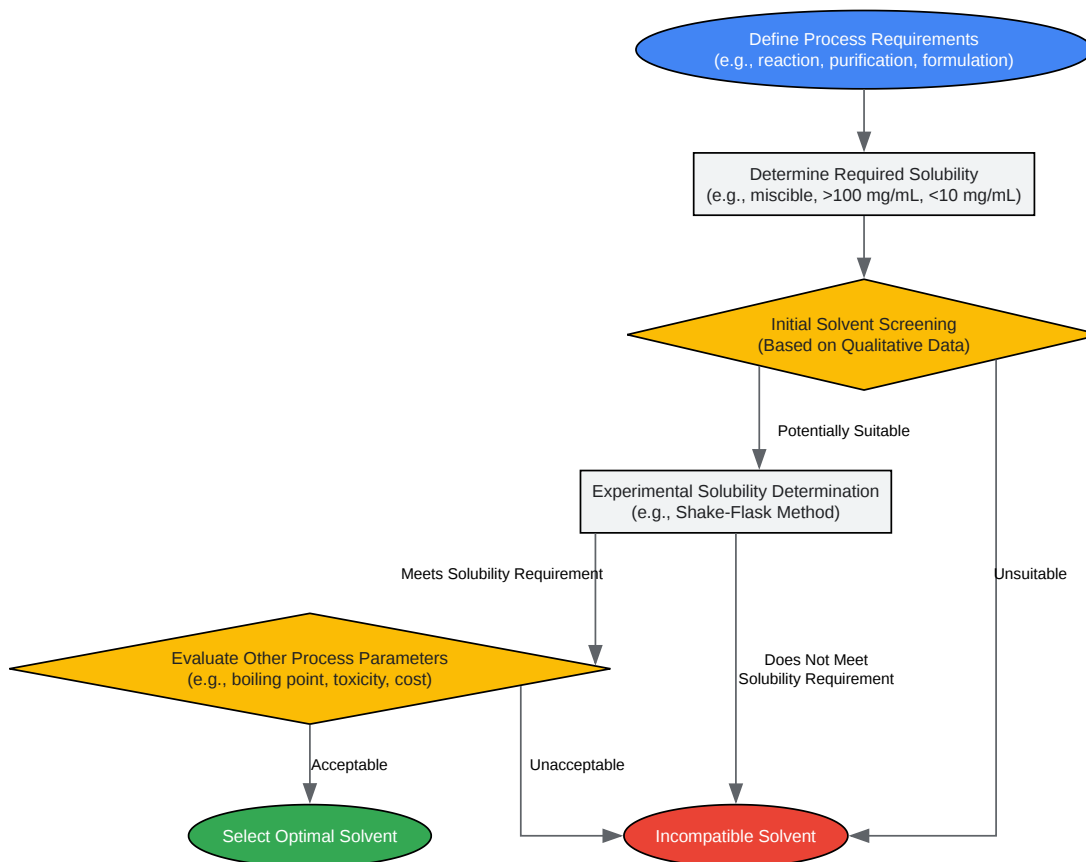 Define Process Requirements
(e.g., reaction, purification, formulation)
Determine Required Solubility
(e.g., miscible, >100 mg/mL, <10 mg/mL)
Initial Solvent Screening
(Based on Qualitative Data)
Potentially Suitable
Experimental Solubility Determination
(e.g., Shake-Flask Method)
Meets Solubility Requirement
Unsuitable
Evaluate Other Process Parameters
(e.g., boiling point, toxicity, cost)
Does Not Meet
Solubility Requirement
Acceptable
Unacceptable
Select Optimal Solvent
Incompatible Solvent